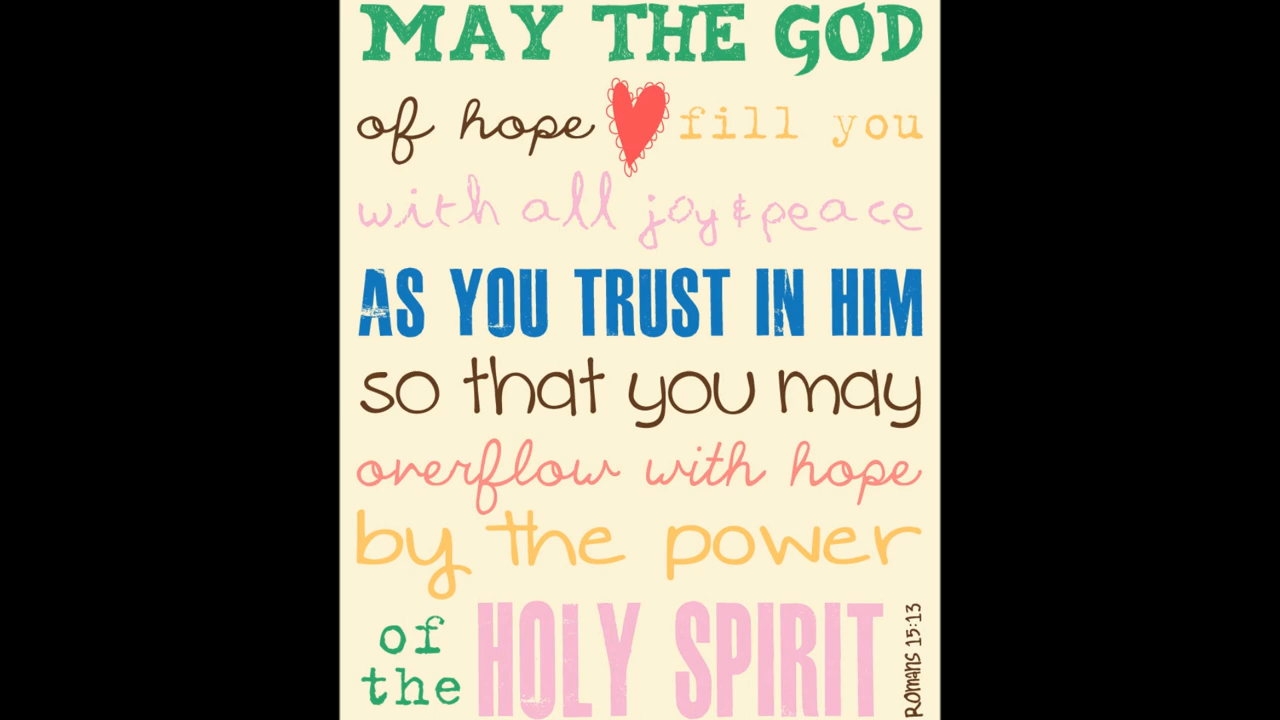 MAY THE GOD
of hope fill you
with all joy & peace
AS YOU TRUST IN HIM
so that you may
overflow with hope
by the power
of the HOLY SPIRIT
ROMANS 15:13